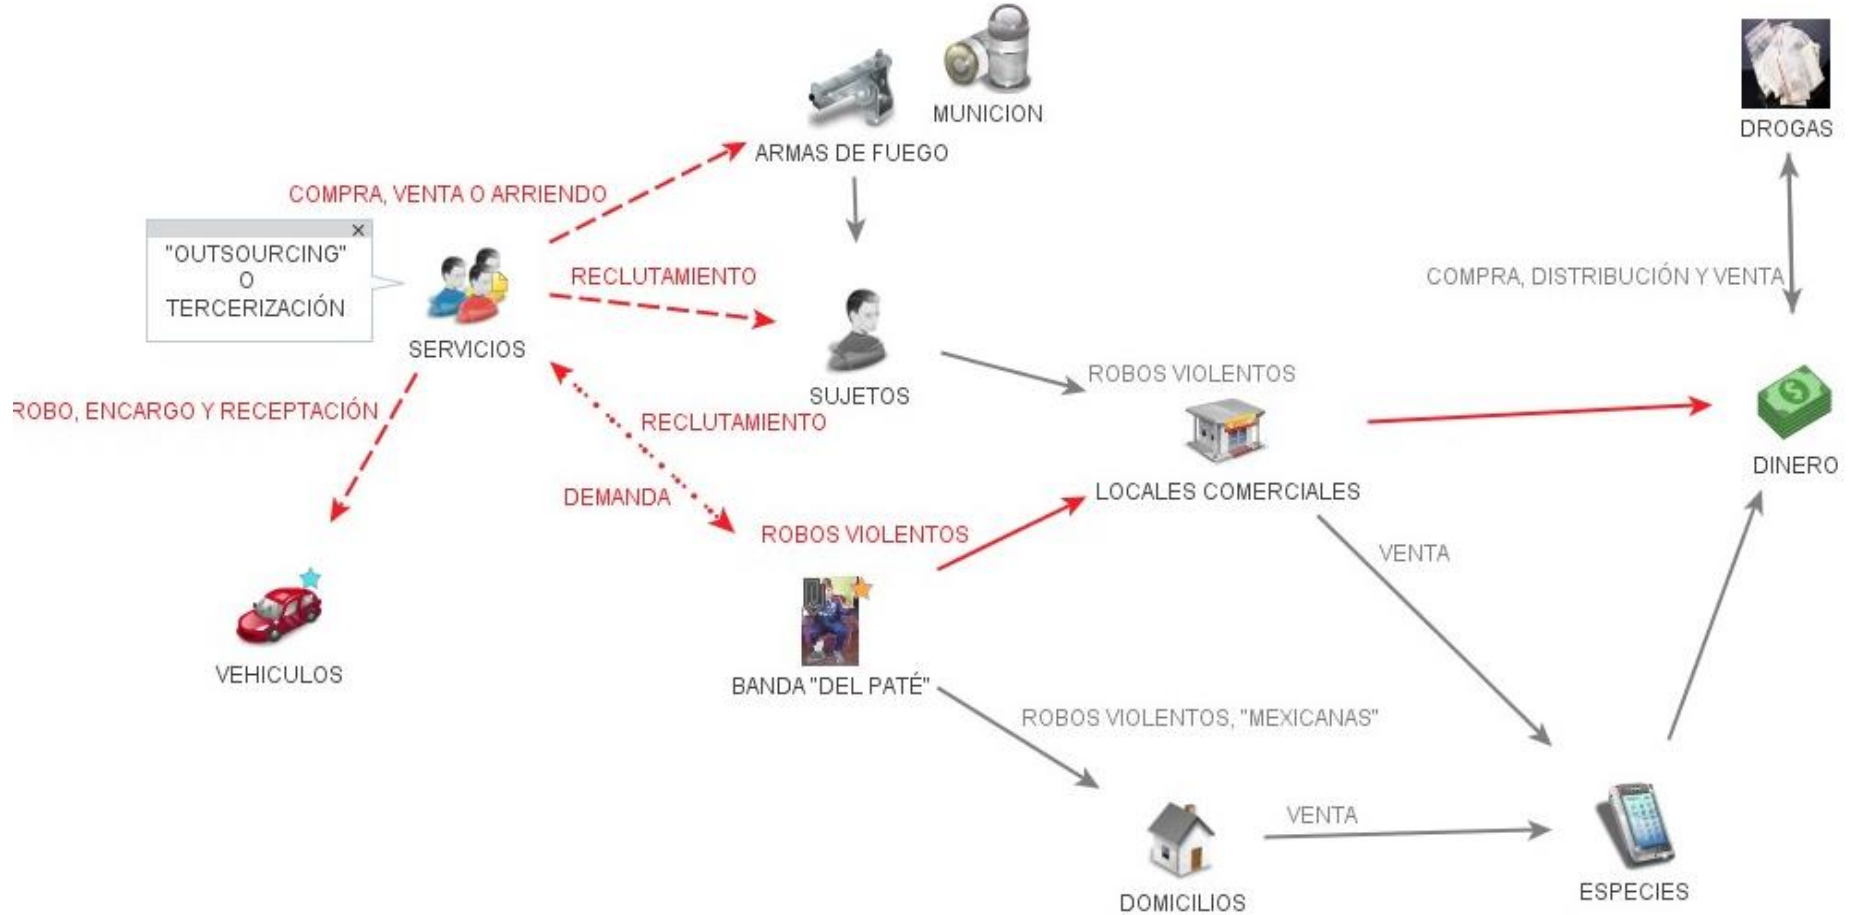 MUNICION
DROGAS
ARMAS DE FUEGO
COMPRA, VENTA O ARRIENDO
"OUTSOURCING"
O
TERCERIZACIÓN
RECLUTAMIENTO
COMPRA, DISTRIBUCIÓN Y VENTA
SERVICIOS
SUJETOS
ROBOS VIOLENTOS
ROBO, ENCARGO Y RECEPTACIÓN
RECLUTAMIENTO
DINERO
DEMANDA
LOCALES COMERCIALES
ROBOS VIOLENTOS
VENTA
VEHICULOS
BANDA "DEL PATÉ"
ROBOS VIOLENTOS, "MEXICANAS"
VENTA
DOMICILIOS
ESPECIES